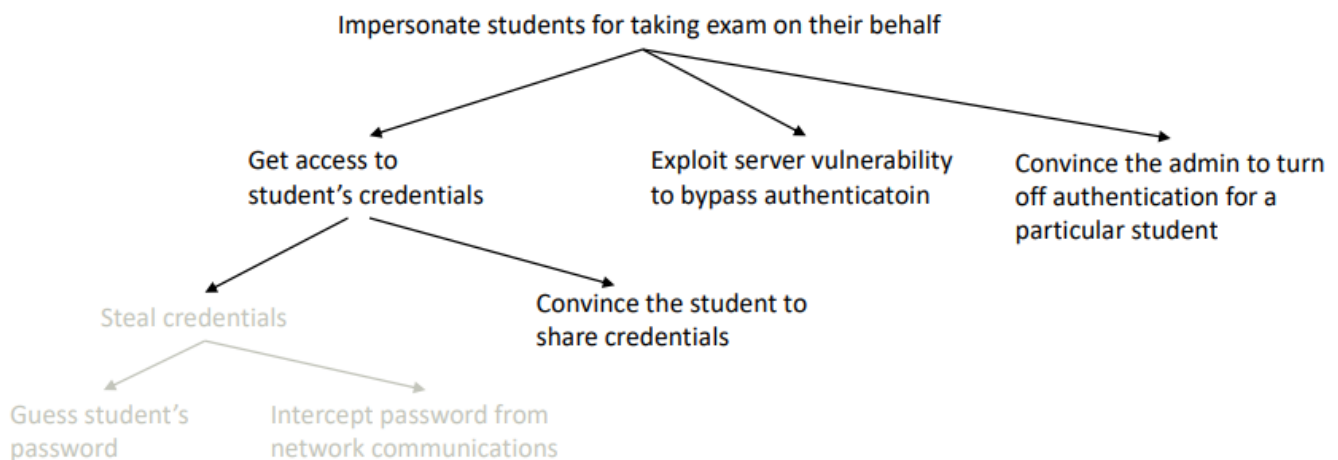 Impersonate students for taking exam on their behalf
Get access to
student's credentials
Exploit server vulnerability
to bypass authenticatoin
Convince the admin to turn
off authentication for a
particular student
Steal credentials
Convince the student to
share credentials
Guess student's
password
Intercept password from
network communications